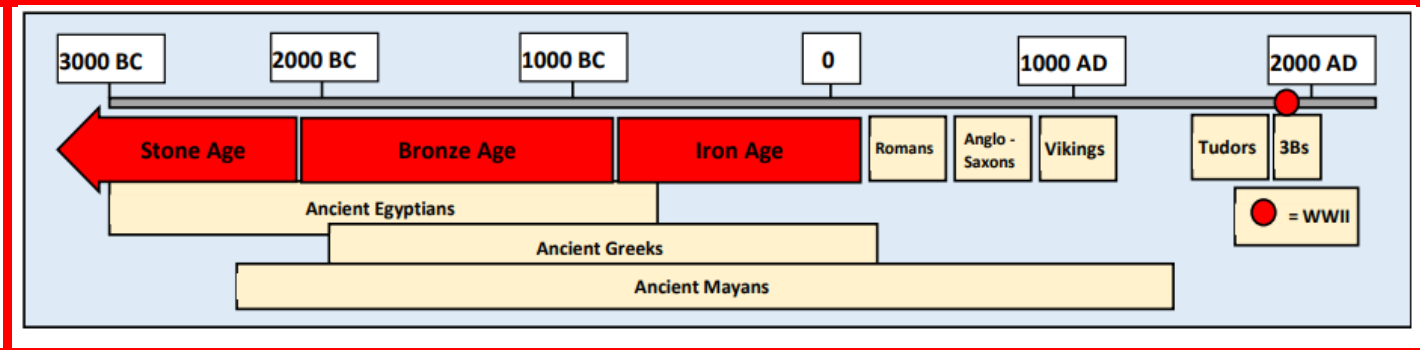 3000 BC
2000 BC
1000 BC
0
1000 AD
2000 AD
Stone Age
Bronze Age
Iron Age
Romans
Anglo -
Saxons
Vikings
Tudors
3Bs
Ancient Egyptians
= WWII
Ancient Greeks
Ancient Mayans